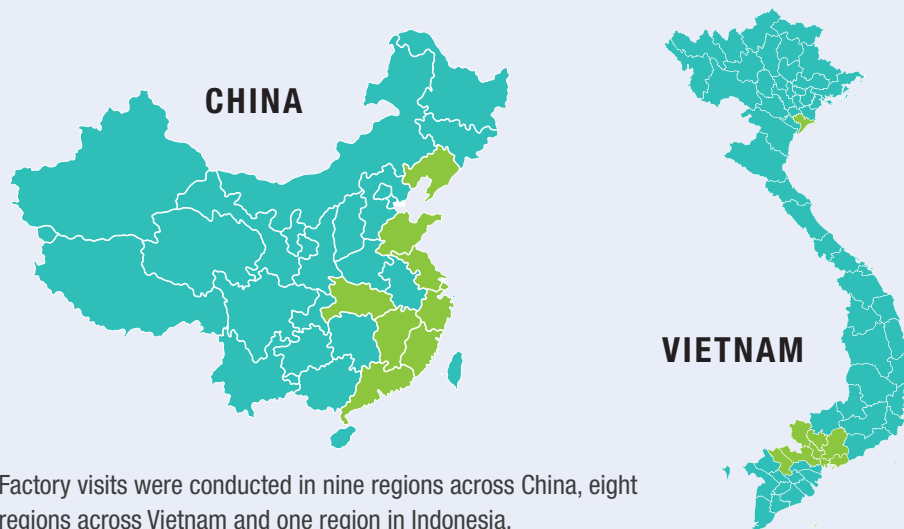 CHINA
VIETNAM
Factory visits were conducted in nine regions across China, eight
regions across Vietnam and one region in Indonesia.